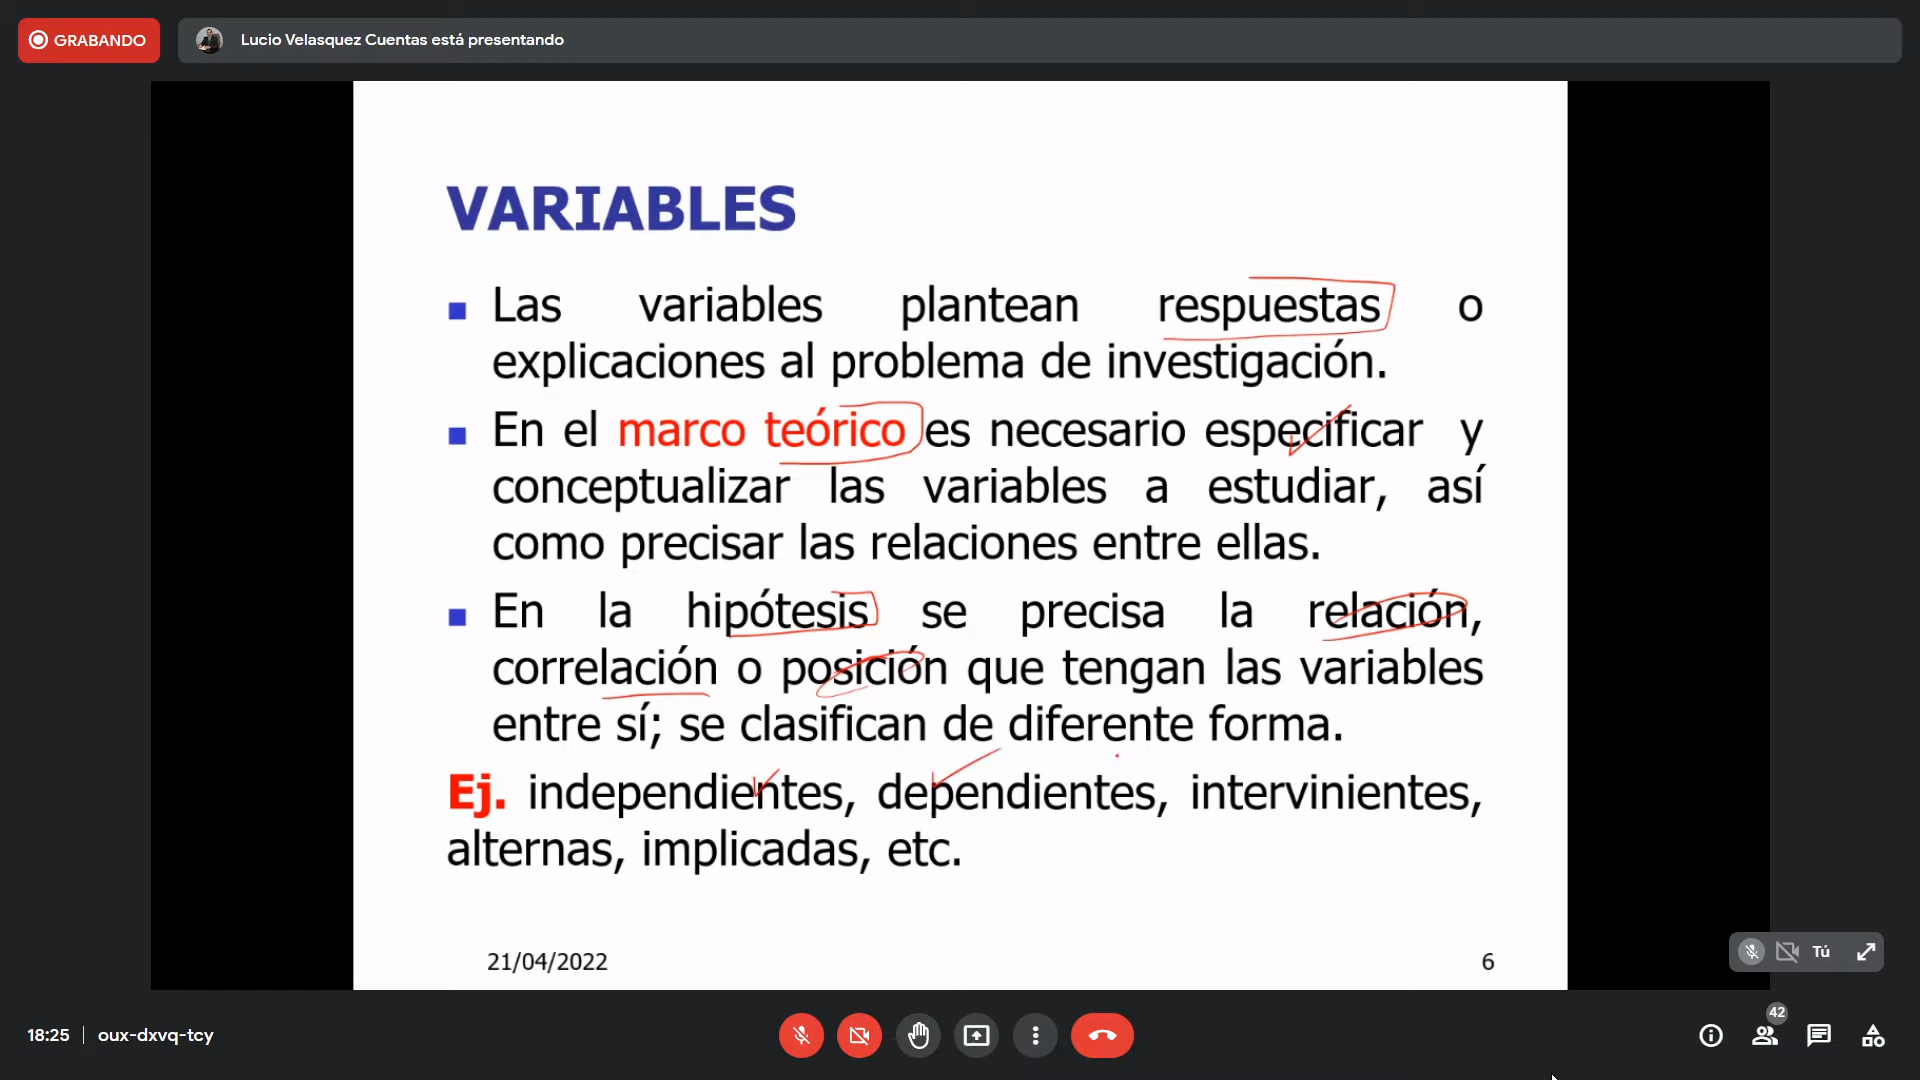 GRABANDO
Lucio Velasquez Cuentas está presentando
VARIABLES
Las variables plantean respuestas o
explicaciones al problema de investigación.
En el marco teórico es necesario especificar y
conceptualizar las variables a estudiar, así
como precisar las relaciones entre ellas.
En la hipótesis se precisa la relación,
correlación o posición que tengan las variables
entre sí; se clasifican de diferente forma.
Ej. independientes, dependientes, intervinientes,
alternas, implicadas, etc.
21/04/2022
6
Tú
18:25
oux-dxvq-tcy
42